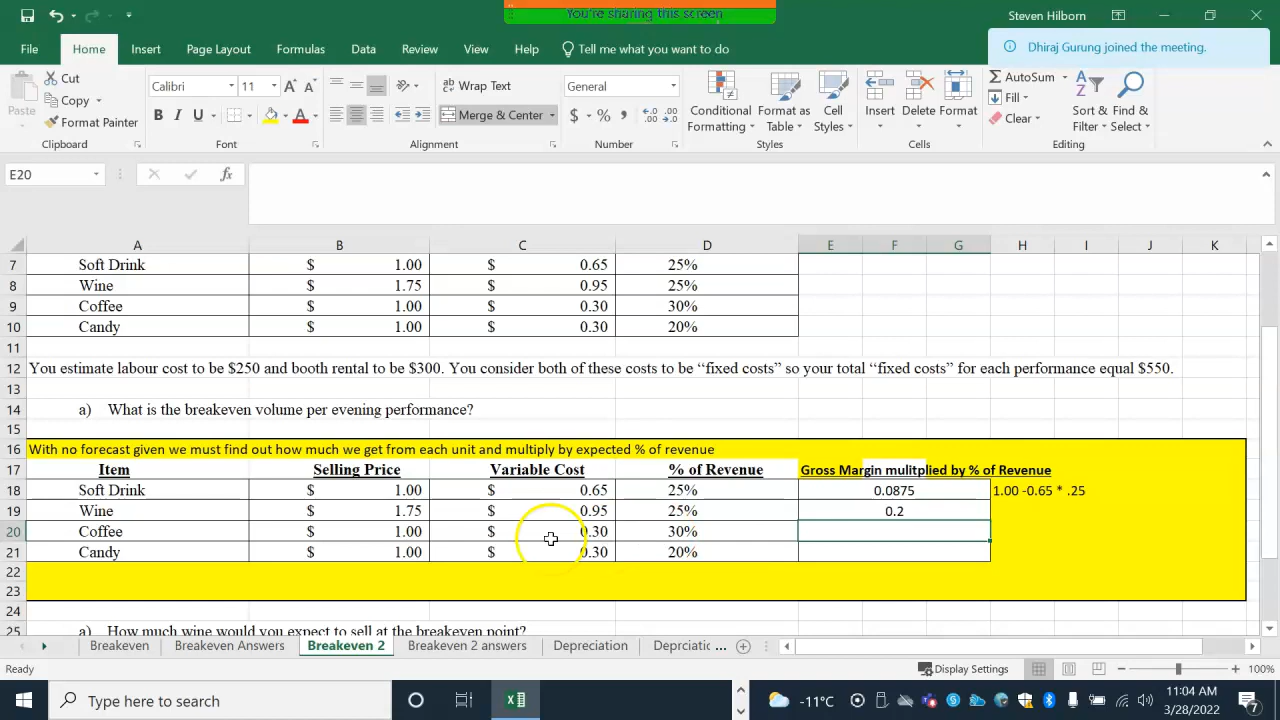 You're sharing this screen
Steven Hilborn
File Home Insert Page Layout Formulas Data Review View Help Tell me what you want to do
Dhiraj Gurung joined the meeting.
Paste Cut Calibri 11 Wrap Text General Conditional Formatting Format as Table Cell Styles Insert Delete Format AutoSum Sort & Filter Find & Select
Copy Fill
Format Painter B I U Merge & Center $ % , Clear
Clipboard Font Alignment Number Styles Cells Editing
E20 fx
A B C D E F G H I J K
7 Soft Drink $ 1.00 $ 0.65 25%
8 Wine $ 1.75 $ 0.95 25%
9 Coffee $ 1.00 $ 0.30 30%
10 Candy $ 1.00 $ 0.30 20%
11
12 You estimate labour cost to be $250 and booth rental to be $300. You consider both of these costs to be “fixed costs” so your total “fixed costs” for each performance equal $550.
13
14 a) What is the breakeven volume per evening performance?
15
16 With no forecast given we must find out how much we get from each unit and multiply by expected % of revenue
17 Item Selling Price Variable Cost % of Revenue Gross Margin mulitplied by % of Revenue
18 Soft Drink $ 1.00 $ 0.65 25% 0.0875 1.00 -0.65 * .25
19 Wine $ 1.75 $ 0.95 25% 0.2
20 Coffee $ 1.00 $ 0.30 30%
21 Candy $ 1.00 $ 0.30 20%
22
23
24
25 a) How much wine would you expect to sell at the breakeven point?
Breakeven Breakeven Answers Breakeven 2 Breakeven 2 answers Depreciation Deprciatic ...
Ready Display Settings 100%
Type here to search -11°C 11:04 AM
3/28/2022 7